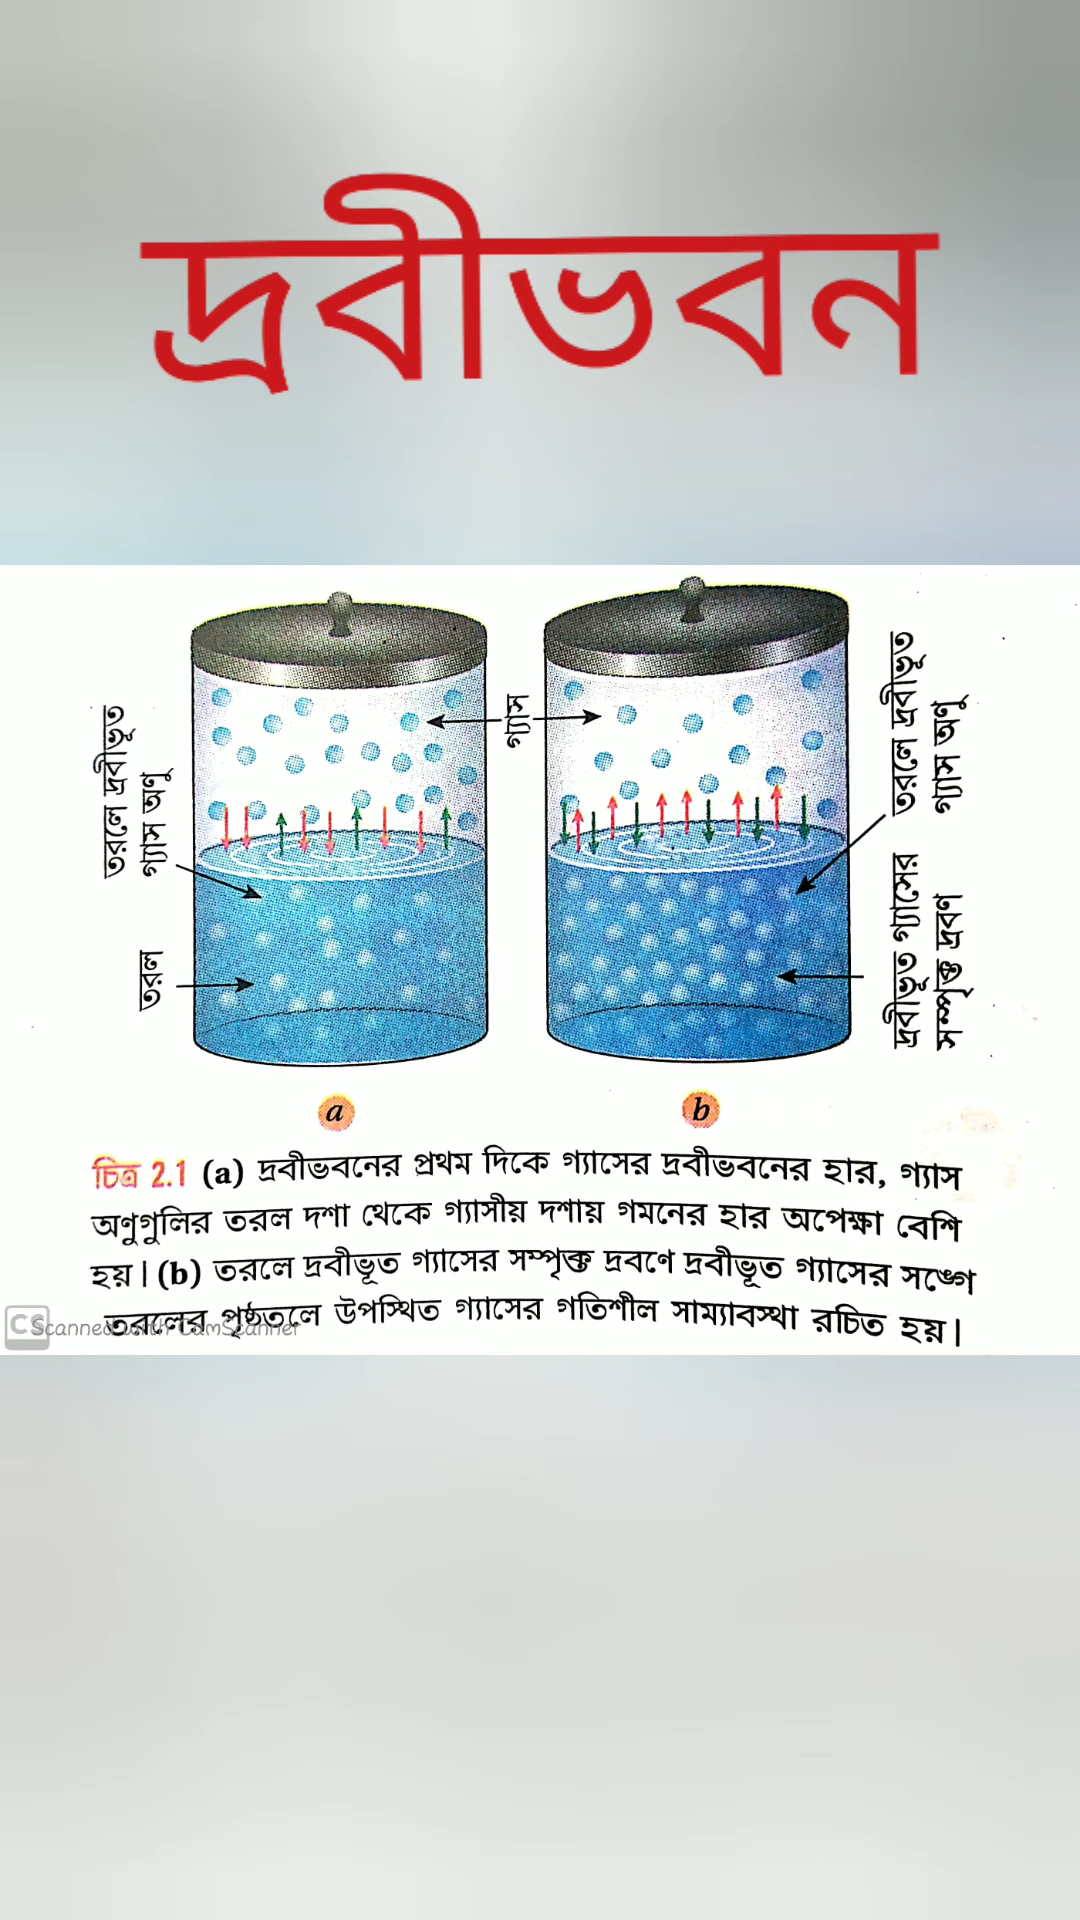 দ্রবীভবন
তরলে দ্রবীভূত
গ্যাস অণু
তরল
গ্যাস
তরলে দ্রবীভূত
গ্যাস অণু
দ্রবীভূত গ্যাসের
সম্পৃক্ত দ্রবণ
a
b
চিত্র 2.1 (a) দ্রবীভবনের প্রথম দিকে গ্যাসের দ্রবীভবনের হার, গ্যাস
অণুগুলির তরল দশা থেকে গ্যাসীয় দশায় গমনের হার অপেক্ষা বেশি
হয়। (b) তরলে দ্রবীভূত গ্যাসের সম্পৃক্ত দ্রবণে দ্রবীভূত গ্যাসের সঙ্গে
তরলের পৃষ্ঠতলে উপস্থিত গ্যাসের গতিশীল সাম্যাবস্থা রচিত হয়।
CS Scanned with CamScanner